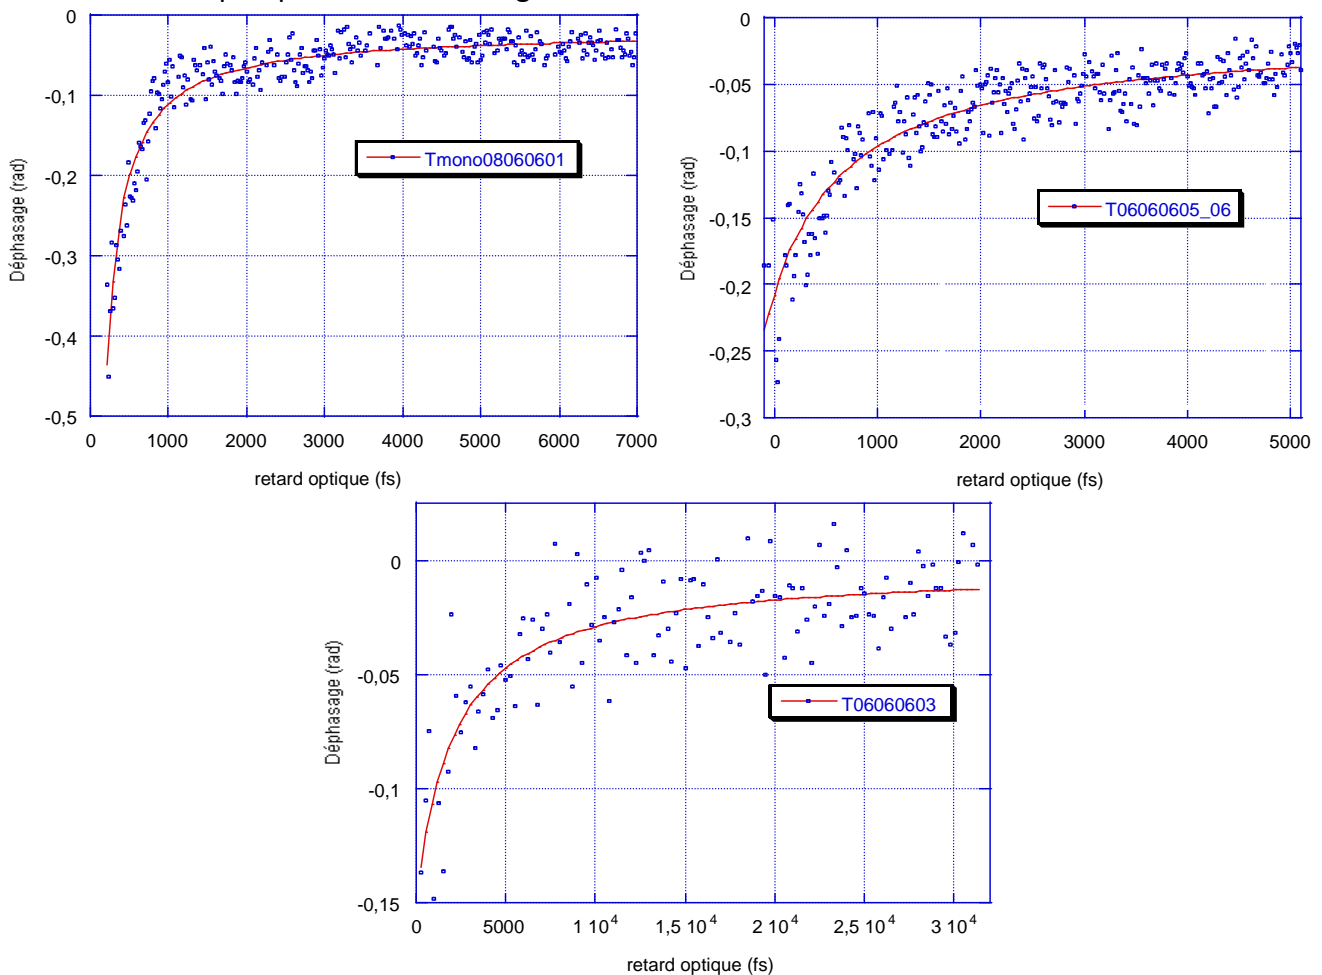 0
-0,1
-0,2
-0,3
-0,4
-0,5
Déphasage (rad)
Tmono08060601
0 1000 2000 3000 4000 5000 6000 7000
retard optique (fs)
0
-0,05
-0,1
-0,15
-0,2
-0,25
-0,3
Déphasage (rad)
T06060605_06
0 1000 2000 3000 4000 5000
retard optique (fs)
0
-0,05
-0,1
-0,15
Déphasage (rad)
T06060603
0 5000 1 10⁴ 1,5 10⁴ 2 10⁴ 2,5 10⁴ 3 10⁴
retard optique (fs)